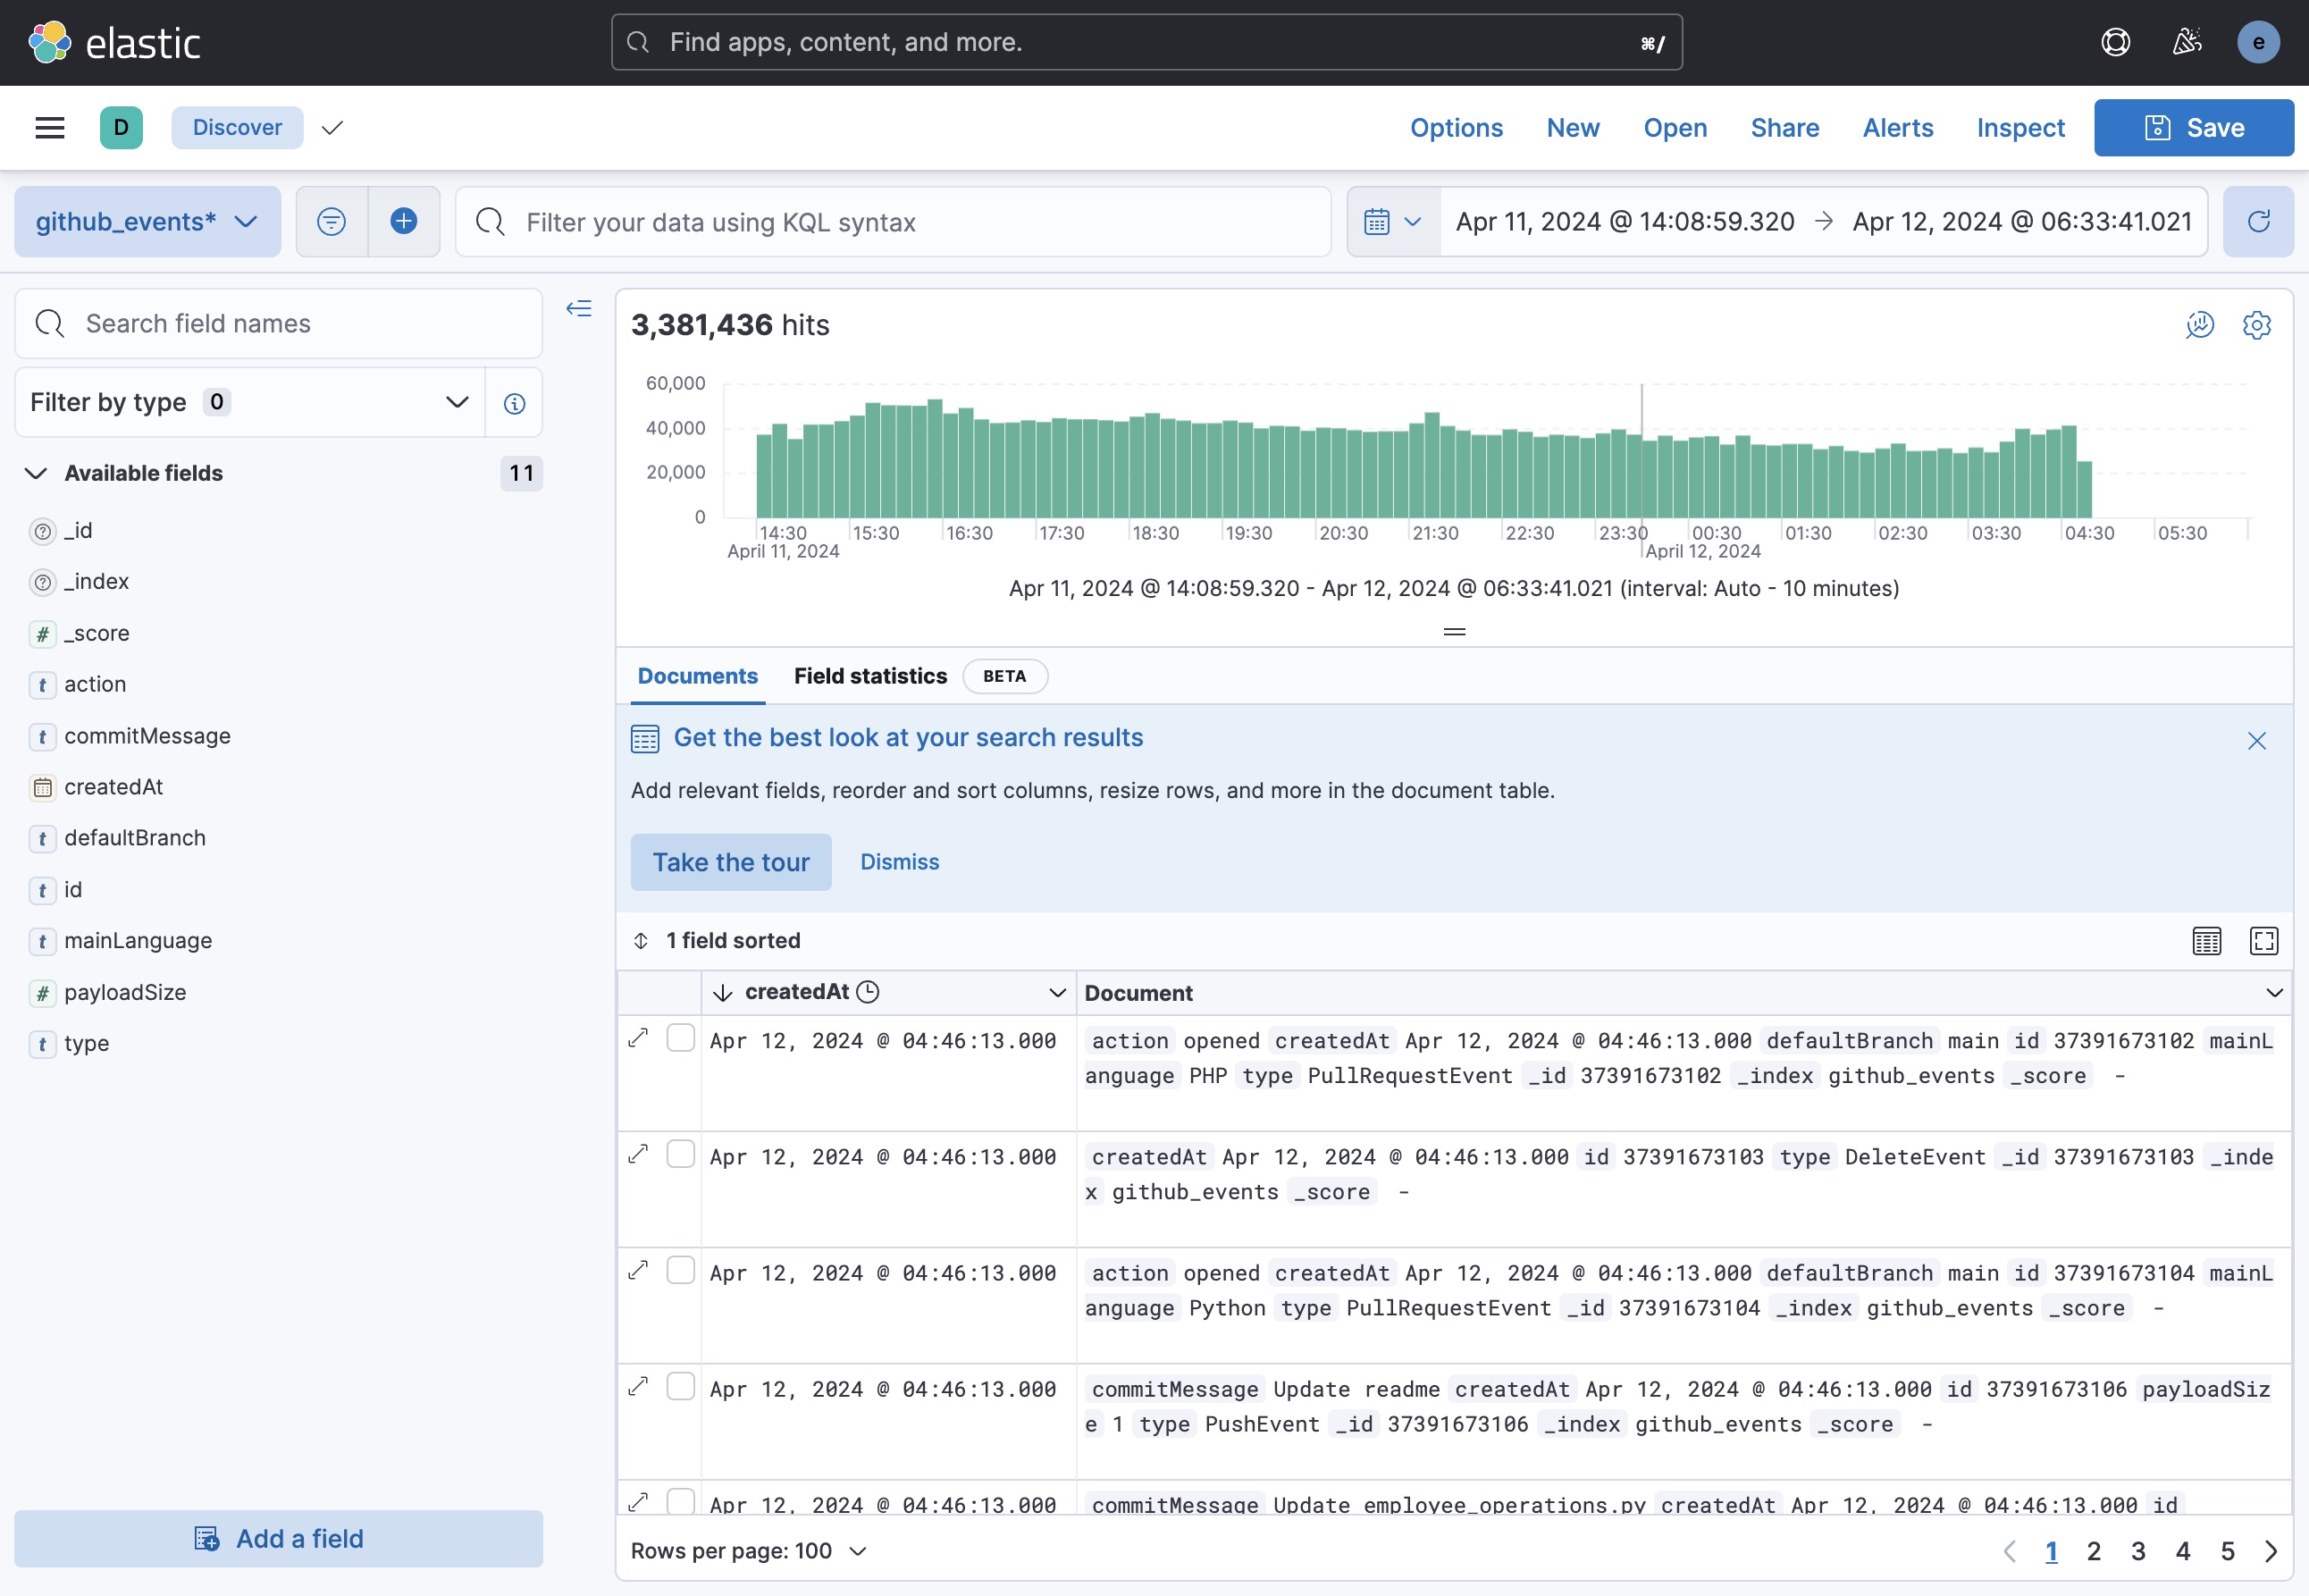 elastic
Find apps, content, and more.
⌘/
e
D
Discover
Options
New
Open
Share
Alerts
Inspect
Save
github_events*
Filter your data using KQL syntax
Apr 11, 2024 @ 14:08:59.320 → Apr 12, 2024 @ 06:33:41.021
Search field names
Filter by type 0
Available fields 11
_id
_index
# _score
t action
t commitMessage
createdAt
t defaultBranch
t id
t mainLanguage
# payloadSize
t type
Add a field
3,381,436 hits
60,000
40,000
20,000
0
14:30 15:30 16:30 17:30 18:30 19:30 20:30 21:30 22:30 23:30 00:30 01:30 02:30 03:30 04:30 05:30
April 11, 2024 April 12, 2024
Apr 11, 2024 @ 14:08:59.320 - Apr 12, 2024 @ 06:33:41.021 (interval: Auto - 10 minutes)
Documents
Field statistics
BETA
Get the best look at your search results
Add relevant fields, reorder and sort columns, resize rows, and more in the document table.
Take the tour
Dismiss
1 field sorted
createdAt
Document
Apr 12, 2024 @ 04:46:13.000
action opened createdAt Apr 12, 2024 @ 04:46:13.000 defaultBranch main id 37391673102 mainL
anguage PHP type PullRequestEvent _id 37391673102 _index github_events _score -
Apr 12, 2024 @ 04:46:13.000
createdAt Apr 12, 2024 @ 04:46:13.000 id 37391673103 type DeleteEvent _id 37391673103 _inde
x github_events _score -
Apr 12, 2024 @ 04:46:13.000
action opened createdAt Apr 12, 2024 @ 04:46:13.000 defaultBranch main id 37391673104 mainL
anguage Python type PullRequestEvent _id 37391673104 _index github_events _score -
Apr 12, 2024 @ 04:46:13.000
commitMessage Update readme createdAt Apr 12, 2024 @ 04:46:13.000 id 37391673106 payloadSiz
e 1 type PushEvent _id 37391673106 _index github_events _score -
Apr 12, 2024 @ 04:46:13.000
commitMessage Update employee_operations.py createdAt Apr 12, 2024 @ 04:46:13.000 id
Rows per page: 100
1 2 3 4 5